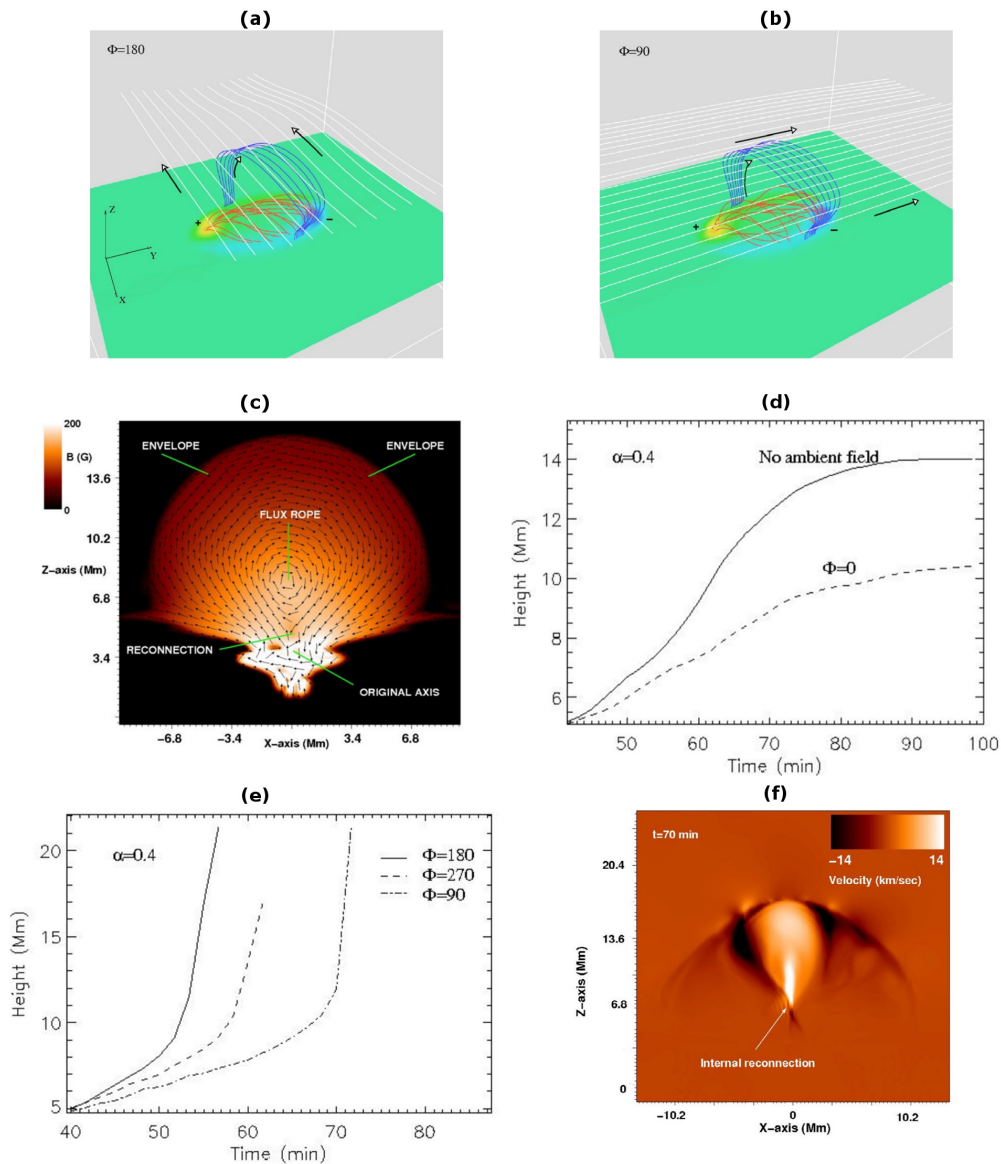 (a)
Φ=180
+
−
Z
Y
X
(b)
Φ=90
+
−
(c)
200
B (G)
0
ENVELOPE
ENVELOPE
FLUX ROPE
RECONNECTION
ORIGINAL AXIS
Z-axis (Mm)
13.6
10.2
6.8
3.4
−6.8
−3.4
0
3.4
6.8
X-axis (Mm)
(d)
α=0.4
No ambient field
Φ=0
Height (Mm)
14
12
10
8
6
50
60
70
80
90
100
Time (min)
(e)
α=0.4
Φ=180
Φ=270
Φ=90
Height (Mm)
20
15
10
5
40
50
60
70
80
Time (min)
(f)
t=70 min
−14
14
Velocity (km/sec)
Internal reconnection
Z-axis (Mm)
20.4
13.6
6.8
0
−10.2
0
10.2
X-axis (Mm)